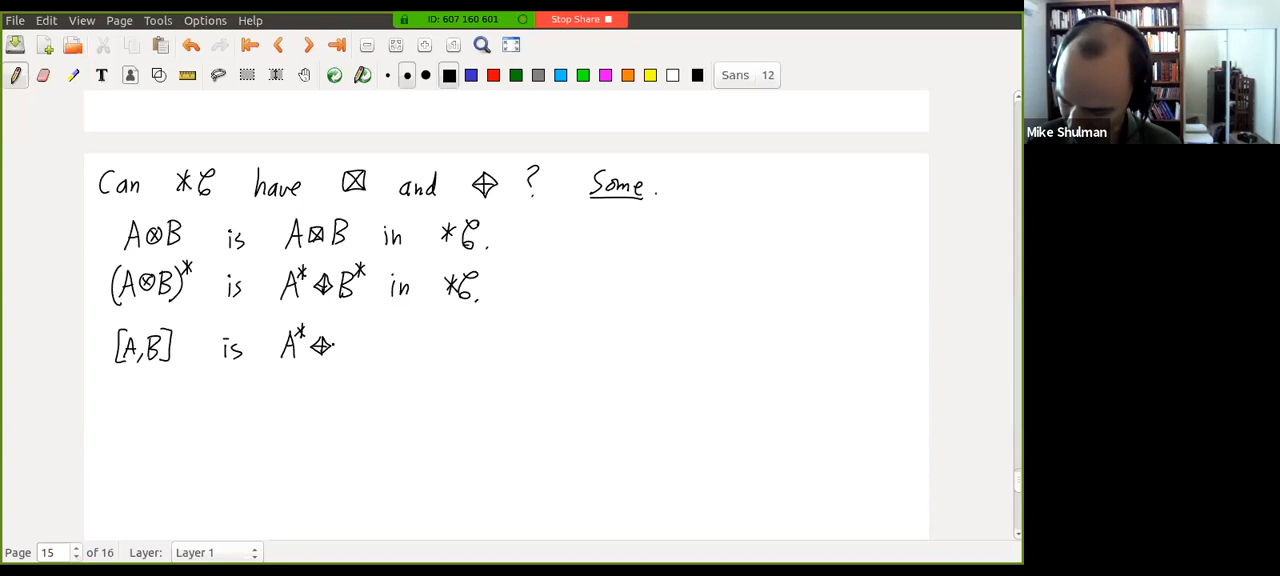 File Edit View Page Tools Options Help
ID: 607 160 601
Stop Share
Sans 12
Mike Shulman
Can *𝒞 have ⊠ and ⟴ ? Some.
A⊗B is A⊠B in *𝒞.
(A⊗B)* is A* ⟴ B* in *𝒞.
[A,B] is A* ⟴
Page 15 of 16 Layer: Layer 1